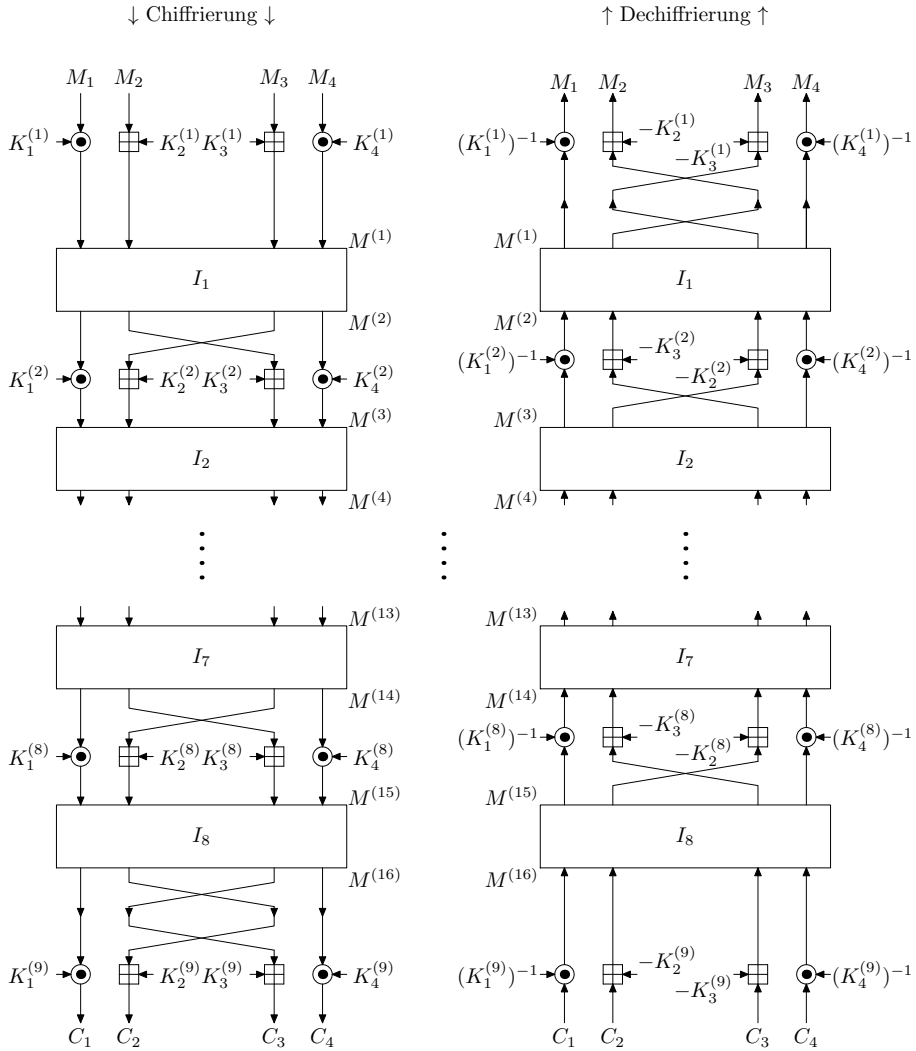 ↓ Chiffrierung ↓ ↑ Dechiffrierung ↑
M_1 M_2 M_3 M_4 M_1 M_2 M_3 M_4
K_1^{(1)} K_2^{(1)} K_3^{(1)} K_4^{(1)} (K_1^{(1)})^{-1} -K_2^{(1)} -K_3^{(1)} (K_4^{(1)})^{-1}
M^{(1)} M^{(1)}
I_1 I_1
M^{(2)} M^{(2)}
K_1^{(2)} K_2^{(2)} K_3^{(2)} K_4^{(2)} (K_1^{(2)})^{-1} -K_3^{(2)} -K_2^{(2)} (K_4^{(2)})^{-1}
M^{(3)} M^{(3)}
I_2 I_2
M^{(4)} M^{(4)}
M^{(13)} M^{(13)}
I_7 I_7
M^{(14)} M^{(14)}
K_1^{(8)} K_2^{(8)} K_3^{(8)} K_4^{(8)} (K_1^{(8)})^{-1} -K_3^{(8)} -K_2^{(8)} (K_4^{(8)})^{-1}
M^{(15)} M^{(15)}
I_8 I_8
M^{(16)} M^{(16)}
K_1^{(9)} K_2^{(9)} K_3^{(9)} K_4^{(9)} (K_1^{(9)})^{-1} -K_2^{(9)} -K_3^{(9)} (K_4^{(9)})^{-1}
C_1 C_2 C_3 C_4 C_1 C_2 C_3 C_4